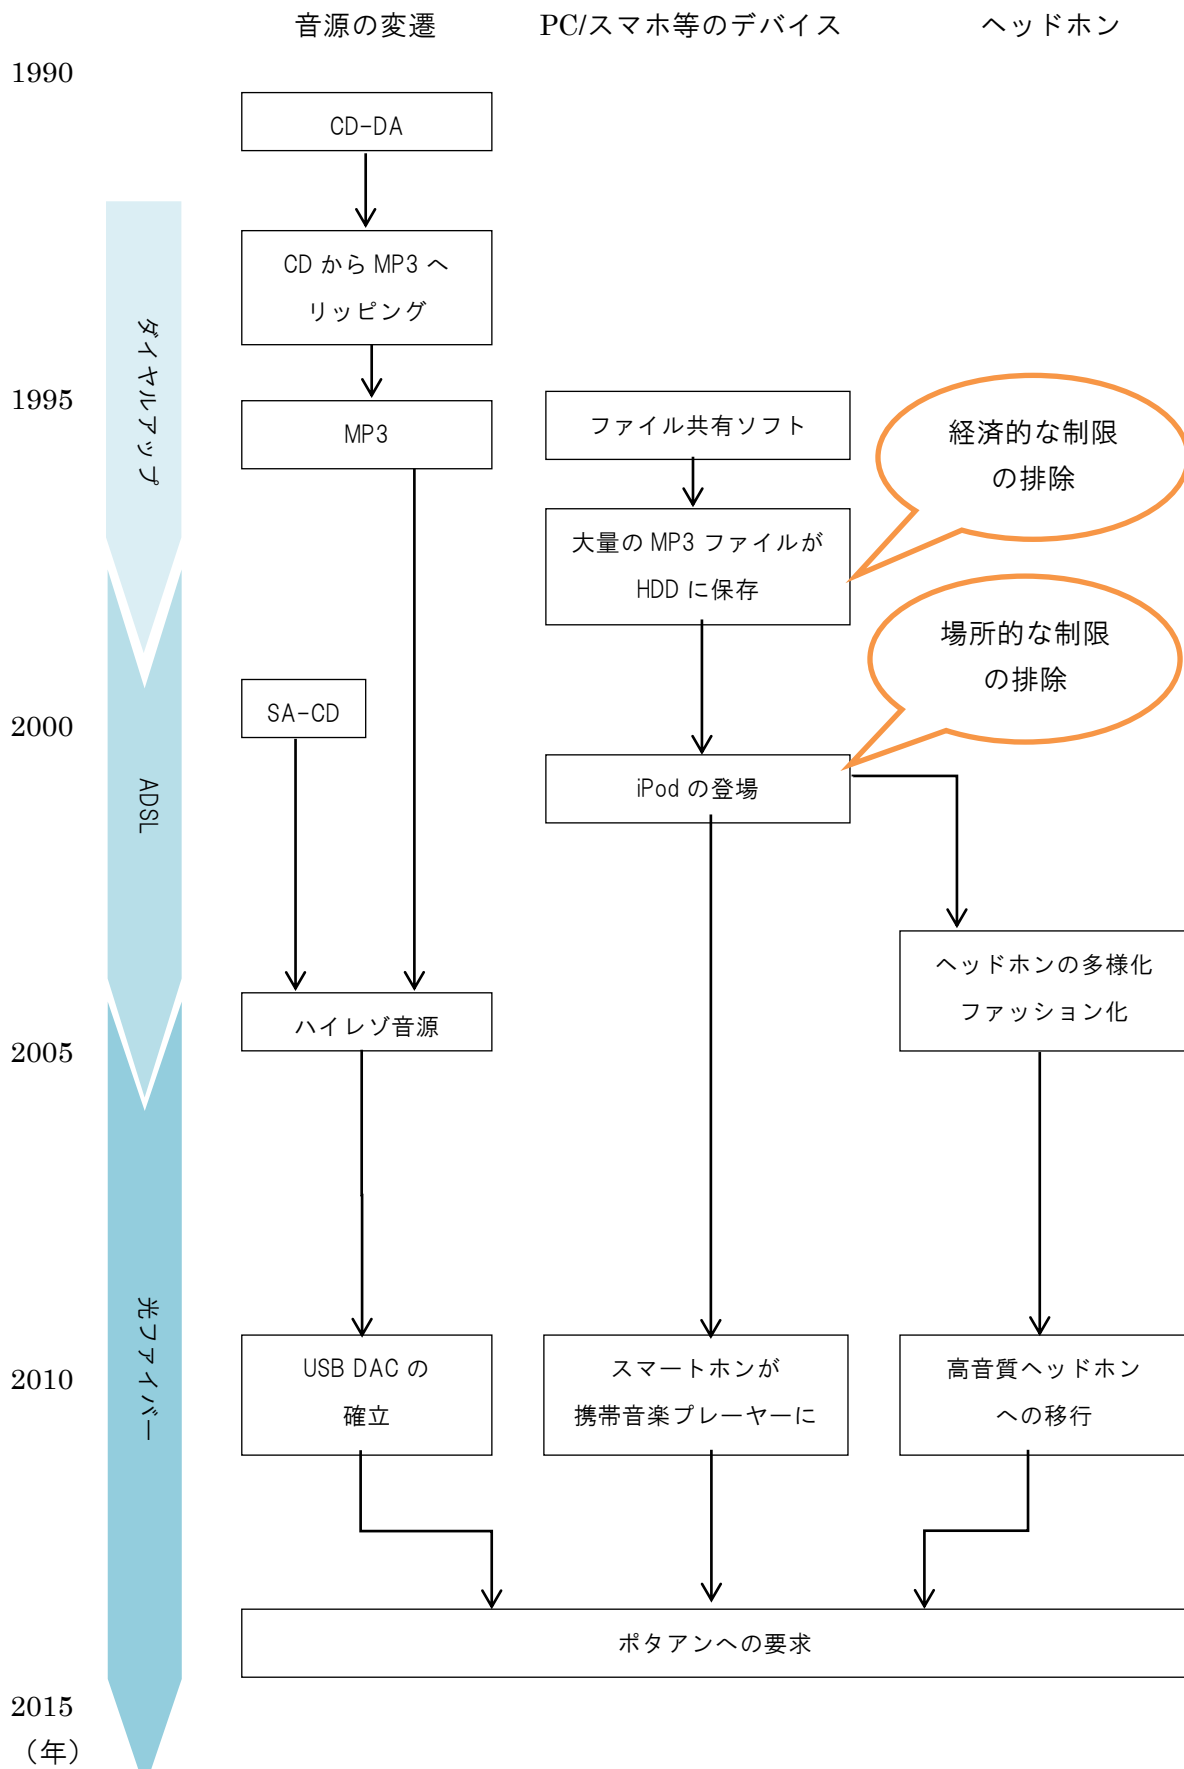 音源の変遷
PC/スマホ等のデバイス
ヘッドホン
1990
CD-DA
CD から MP3 へ
リッピング
ダイヤルアップ
1995
MP3
ファイル共有ソフト
経済的な制限
の排除
大量の MP3 ファイルが
HDD に保存
場所的な制限
の排除
SA-CD
2000
ADSL
iPod の登場
ヘッドホンの多様化
ファッション化
ハイレゾ音源
2005
光ファイバー
2010
USB DAC の
確立
スマートホンが
携帯音楽プレーヤーに
高音質ヘッドホン
への移行
ポタアンへの要求
2015
（年）